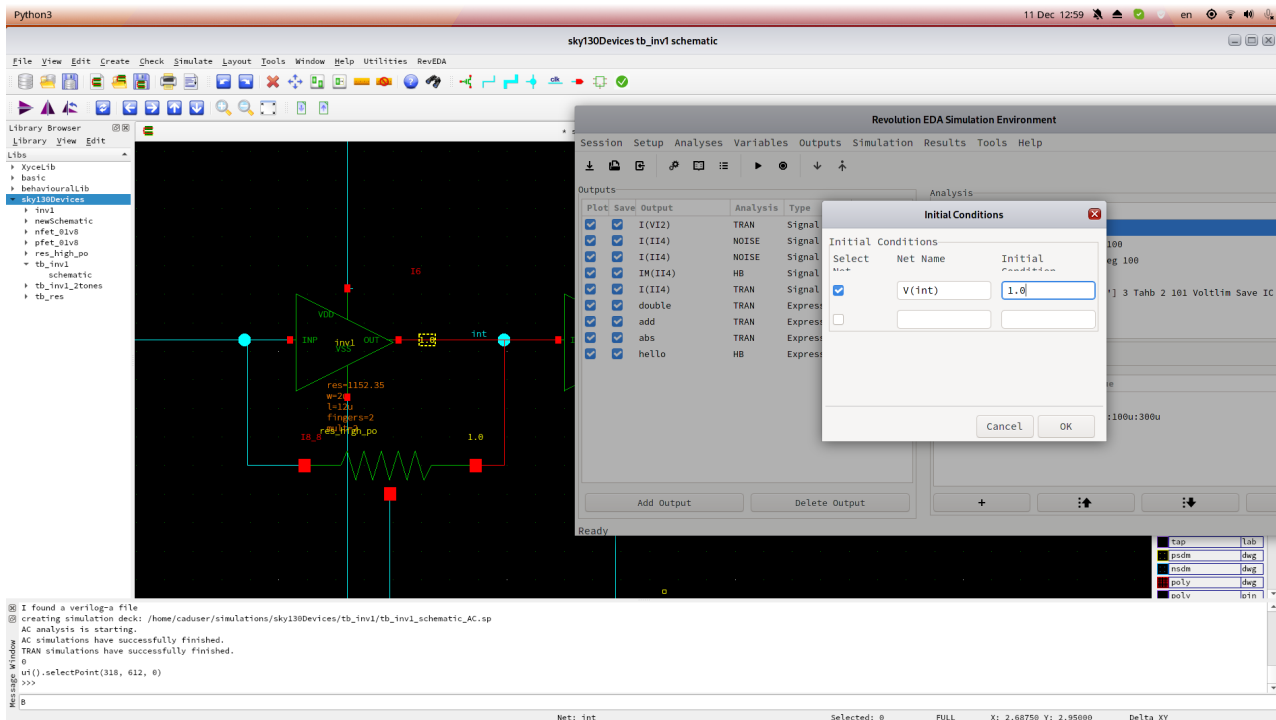 Python3
11 Dec 12:59
en
sky130Devices tb_inv1 schematic
File View Edit Create Check Simulate Layout Tools Window Help Utilities RevEDA
clk
Library Browser
Library View Edit
Libs
XyceLib
basic
behaviouralLib
sky130Devices
inv1
newSchematic
nfet_01v8
pfet_01v8
res_high_po
tb_inv1
schematic
tb_inv1_2tones
tb_res
I6
VDD
INP
inv1
OUT
VSS
1.0
int
res=1152.35
l=12u
fingers=2
res_high_po
I8_8
1.0
Revolution EDA Simulation Environment
Session Setup Analyses Variables Outputs Simulation Results Tools Help
Outputs
Plot Save Output Analysis Type
I(VI2) TRAN Signal
I(II4) NOISE Signal
I(II4) NOISE Signal
IM(II4) HB Signal
I(II4) TRAN Signal
double TRAN Express
add TRAN Express
abs TRAN Express
hello HB Express
Add Output Delete Output
Ready
Analysis
100
eg 100
'] 3 Tahb 2 101 Voltlim Save IC
:100u:300u
+
Initial Conditions
Initial Conditions
Select Net Name Initial
V(int) 1.0
Cancel OK
tap lab
psdm dwg
nsdm dwg
poly dwg
poly pin
I found a verilog-a file
creating simulation deck: /home/caduser/simulations/sky130Devices/tb_inv1/tb_inv1_schematic_AC.sp
AC analysis is starting.
AC simulations have successfully finished.
TRAN simulations have successfully finished.
0
ui().selectPoint(318, 612, 0)
>>>
Message Window
B
Net: int Selected: 0 FULL X: 2.68750 Y: 2.95000 Delta XY